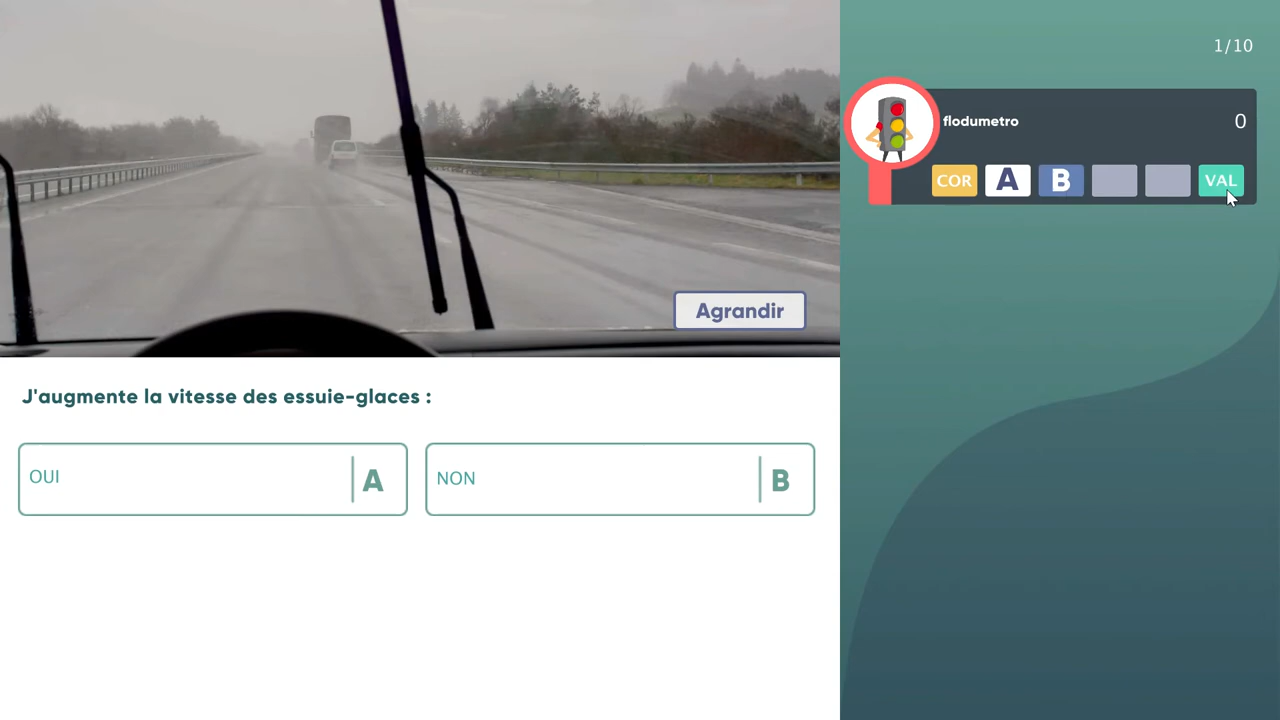 1/10
flodumetro
0
COR
A
B
VAL
Agrandir
J'augmente la vitesse des essuie-glaces :
OUI
A
NON
B